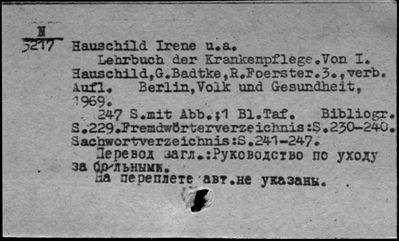 N
3217
Hauschild Irene u.a.
Lehrbuch der Krankenpflege.Von I.
Hauschild,G.Badtke,R.Foerster.3.,verb.
Aufl. Berlin,Volk und Gesundheit,
1969.
247 S.mit Abb.;1 Bl.Taf. Bibliogr.
S.229.Fremdwörterverzeichnis:S.230-240.
Sachwortverzeichnis:S.241-247.
Перевод загл.:Руководство по уходу
за больными.
На переплете авт.не указаны.